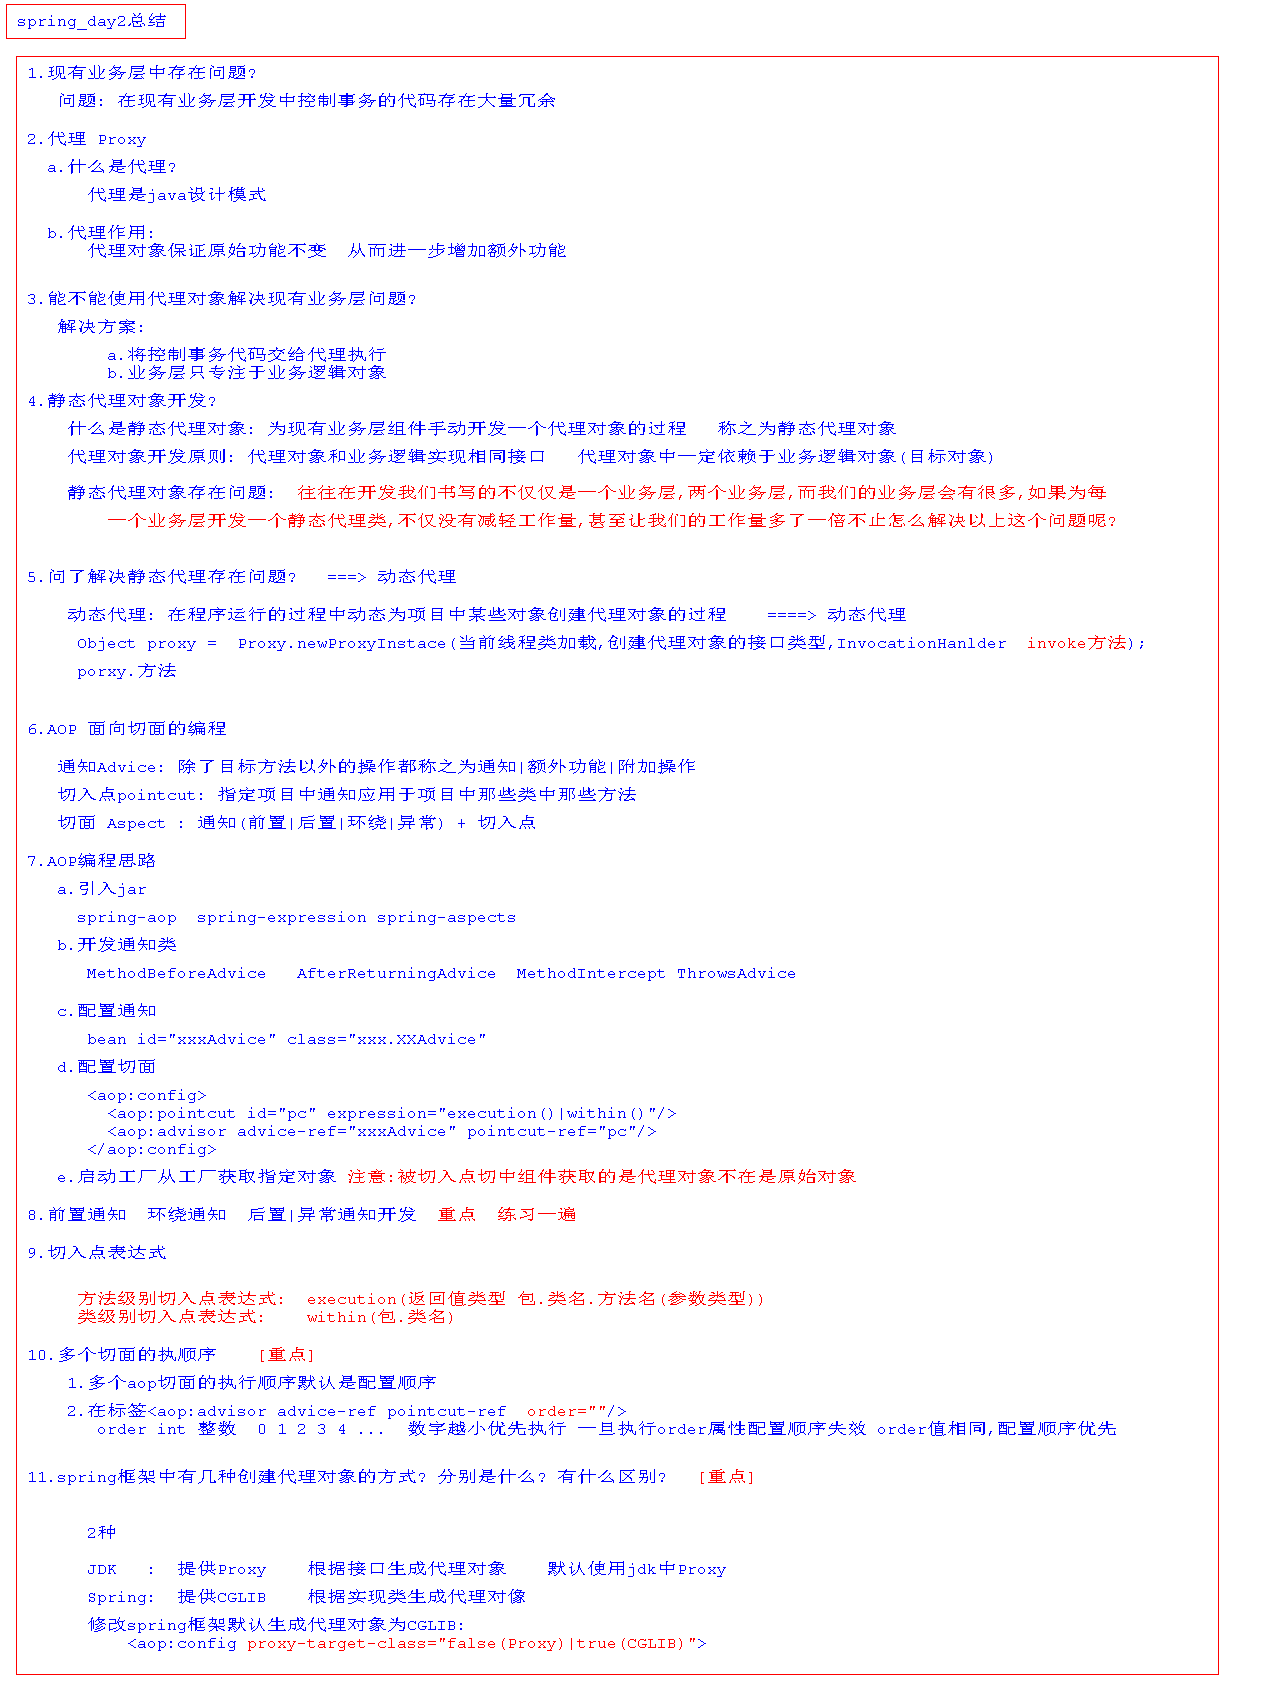 spring_day2总结
1.现有业务层中存在问题?
问题: 在现有业务层开发中控制事务的代码存在大量冗余
2.代理 Proxy
a.什么是代理?
代理是java设计模式
b.代理作用:
代理对象保证原始功能不变  从而进一步增加额外功能
3.能不能使用代理对象解决现有业务层问题?
解决方案:
a.将控制事务代码交给代理执行
b.业务层只专注于业务逻辑对象
4.静态代理对象开发?
什么是静态代理对象: 为现有业务层组件手动开发一个代理对象的过程   称之为静态代理对象
代理对象开发原则: 代理对象和业务逻辑实现相同接口   代理对象中一定依赖于业务逻辑对象(目标对象)
静态代理对象存在问题:  往往在开发我们书写的不仅仅是一个业务层,两个业务层,而我们的业务层会有很多,如果为每
一个业务层开发一个静态代理类,不仅没有减轻工作量,甚至让我们的工作量多了一倍不止怎么解决以上这个问题呢?
5.问了解决静态代理存在问题?   ===> 动态代理
动态代理: 在程序运行的过程中动态为项目中某些对象创建代理对象的过程    ====> 动态代理
Object proxy =  Proxy.newProxyInstace(当前线程类加载,创建代理对象的接口类型,InvocationHanlder  invoke方法);
porxy.方法
6.AOP 面向切面的编程
通知Advice: 除了目标方法以外的操作都称之为通知|额外功能|附加操作
切入点pointcut: 指定项目中通知应用于项目中那些类中那些方法
切面 Aspect : 通知(前置|后置|环绕|异常) + 切入点
7.AOP编程思路
a.引入jar
spring-aop  spring-expression spring-aspects
b.开发通知类
MethodBeforeAdvice   AfterReturningAdvice  MethodIntercept ThrowsAdvice
c.配置通知
bean id="xxxAdvice" class="xxx.XXAdvice"
d.配置切面
<aop:config>
<aop:pointcut id="pc" expression="execution()|within()"/>
<aop:advisor advice-ref="xxxAdvice" pointcut-ref="pc"/>
</aop:config>
e.启动工厂从工厂获取指定对象 注意:被切入点切中组件获取的是代理对象不在是原始对象
8.前置通知  环绕通知  后置|异常通知开发  重点  练习一遍
9.切入点表达式
方法级别切入点表达式:  execution(返回值类型 包.类名.方法名(参数类型))
类级别切入点表达式:    within(包.类名)
10.多个切面的执顺序    [重点]
1.多个aop切面的执行顺序默认是配置顺序
2.在标签<aop:advisor advice-ref pointcut-ref  order=""/>
order int 整数  0 1 2 3 4 ...  数字越小优先执行 一旦执行order属性配置顺序失效 order值相同,配置顺序优先
11.spring框架中有几种创建代理对象的方式? 分别是什么? 有什么区别?   [重点]
2种
JDK   :  提供Proxy    根据接口生成代理对象    默认使用jdk中Proxy
Spring:  提供CGLIB    根据实现类生成代理对像
修改spring框架默认生成代理对象为CGLIB:
<aop:config proxy-target-class="false(Proxy)|true(CGLIB)">